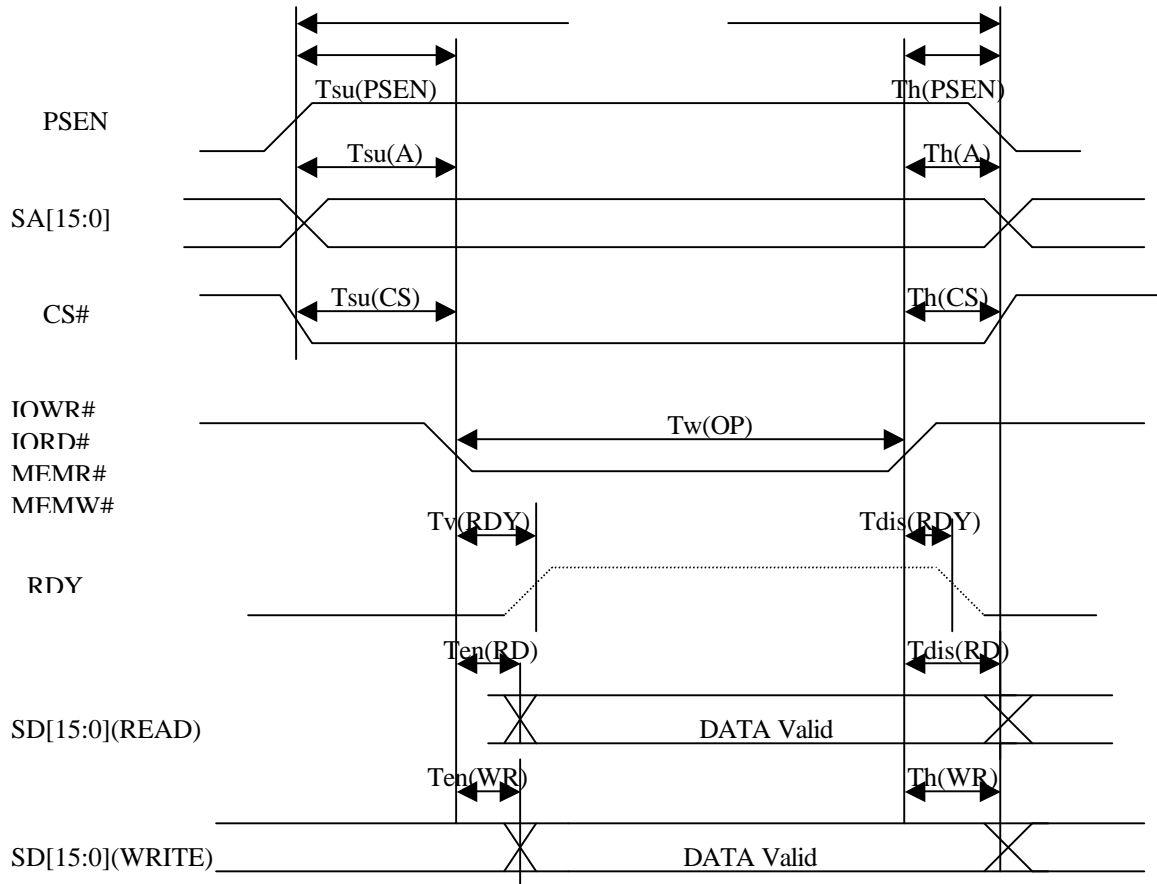 Tsu(PSEN) Th(PSEN)
PSEN
Tsu(A) Th(A)
SA[15:0]
Tsu(CS) Th(CS)
CS#
IOWR#
IORD#
Tw(OP)
MEMR#
MEMW#
Tv(RDY) Tdis(RDY)
RDY
Ten(RD) Tdis(RD)
SD[15:0](READ) DATA Valid
Ten(WR) Th(WR)
SD[15:0](WRITE) DATA Valid